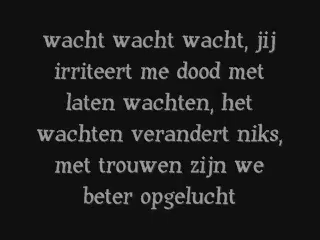 wacht wacht wacht, jij
irriteert me dood met
laten wachten, het
wachten verandert niks,
met trouwen zijn we
beter opgelucht